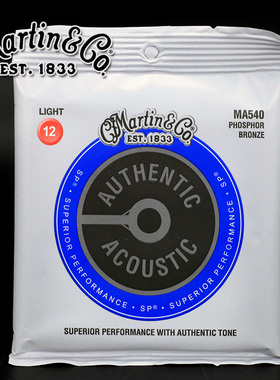 Martin & Co.
EST. 1833
LIGHT
12
Martin & Co.
EST. 1833
MA540
PHOSPHOR
BRONZE
AUTHENTIC
ACOUSTIC
SP® • SUPERIOR PERFORMANCE • SP® • SUPERIOR PERFORMANCE • SP®
SUPERIOR PERFORMANCE WITH AUTHENTIC TONE